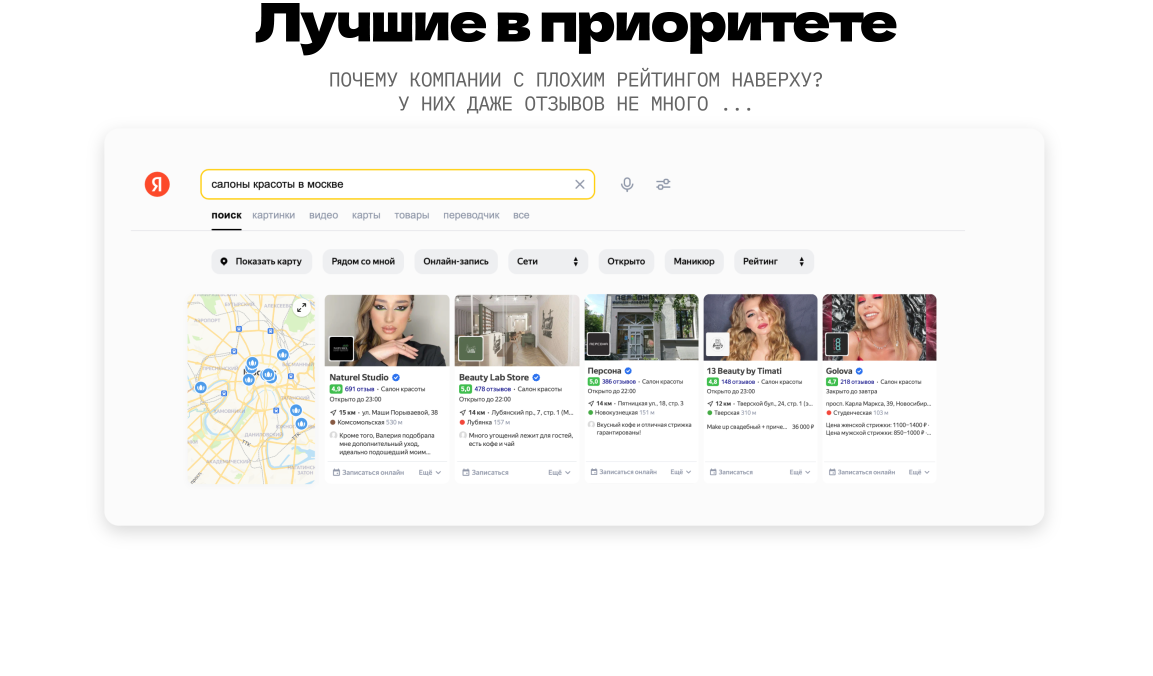 Лучшие в приоритете
ПОЧЕМУ КОМПАНИИ С ПЛОХИМ РЕЙТИНГОМ НАВЕРХУ?
У НИХ ДАЖЕ ОТЗЫВОВ НЕ МНОГО ...
Я
салоны красоты в москве
поиск картинки видео карты товары переводчик все
Показать карту Рядом со мной Онлайн-запись Сети Открыто Маникюр Рейтинг
Naturel Studio
4,9 691 отзыв · Салон красоты
Открыто до 23:00
15 км · ул. Маши Порываевой, 38
Комсомольская 530 м
Кроме того, Валерия подобрала
мне дополнительный уход,
идеально подошедший моим...
Записаться онлайн Ещё
Beauty Lab Store
5,0 478 отзывов · Салон красоты
Открыто до 22:00
14 км · Лубянский пр., 7, стр. 1 (М...
Лубянка 157 м
Много угощений лежит для гостей,
есть кофе и чай
Записаться Ещё
ПЕРСОНА
Персона
5,0 386 отзывов · Салон красоты
Открыто до 22:00
14 км · Пятницкая ул., 18, стр. 3
Новокузнецкая 151 м
Вкусный кофе и отличная стрижка
гарантированы!
Записаться онлайн Ещё
13 Beauty by Timati
4,8 148 отзывов · Салон красоты
Открыто до 23:00
12 км · Тверской бул., 24, стр. 1 (э...
Тверская 310 м
Make up свадебный + приче... 36 000 ₽
Записаться Ещё
Golova
4,7 218 отзывов · Салон красоты
Закрыто до завтра
просп. Карла Маркса, 39, Новосибир...
Студенческая 103 м
Цена женской стрижки: 1100–1400 ₽ ·
Цена мужской стрижки: 850–1000 ₽ ·
Записаться онлайн Ещё